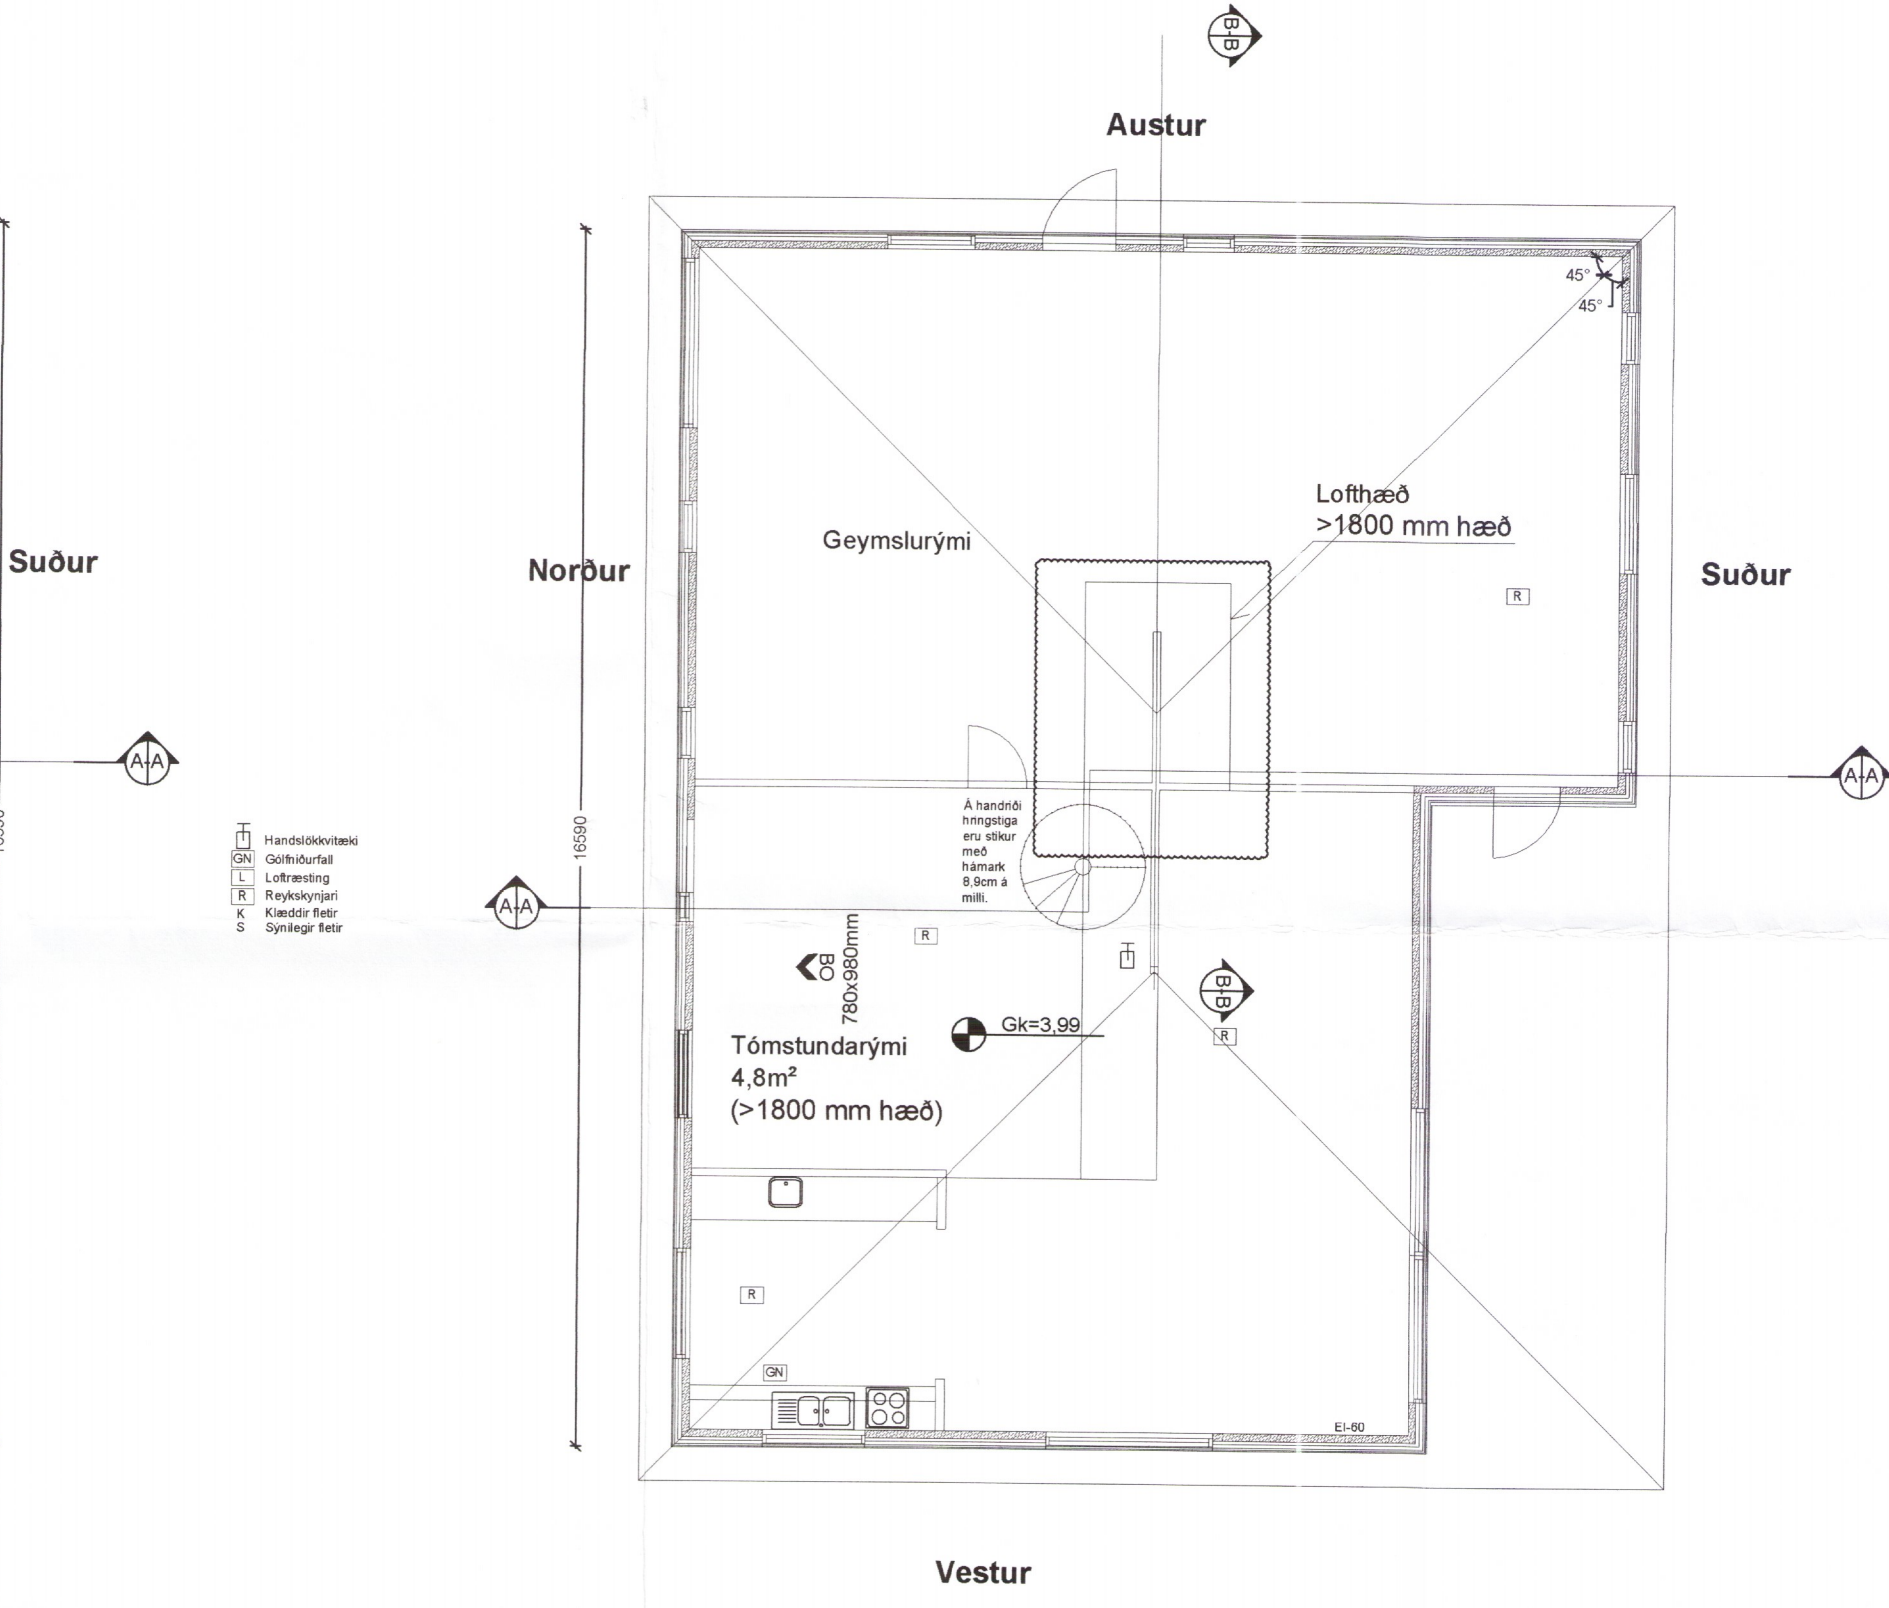 B-B
Austur
45°
45°
Lofthæð
>1800 mm hæð
Geymslurými
Suður
Norður
Suður
R
A-A
A-A
Á handriði
hringstiga
eru stikur
með
hámark
8,9cm á
milli.
16590
Handslökkvitæki
GN Gólfniðurfall
L Loftræsting
R Reykskynjari
K Klæddir fletir
S Sýnilegir fletir
A-A
R
BO
780x980mm
B-B
R
Gk=3,99
Tómstundarými
4,8m²
(>1800 mm hæð)
R
GN
EI-60
Vestur